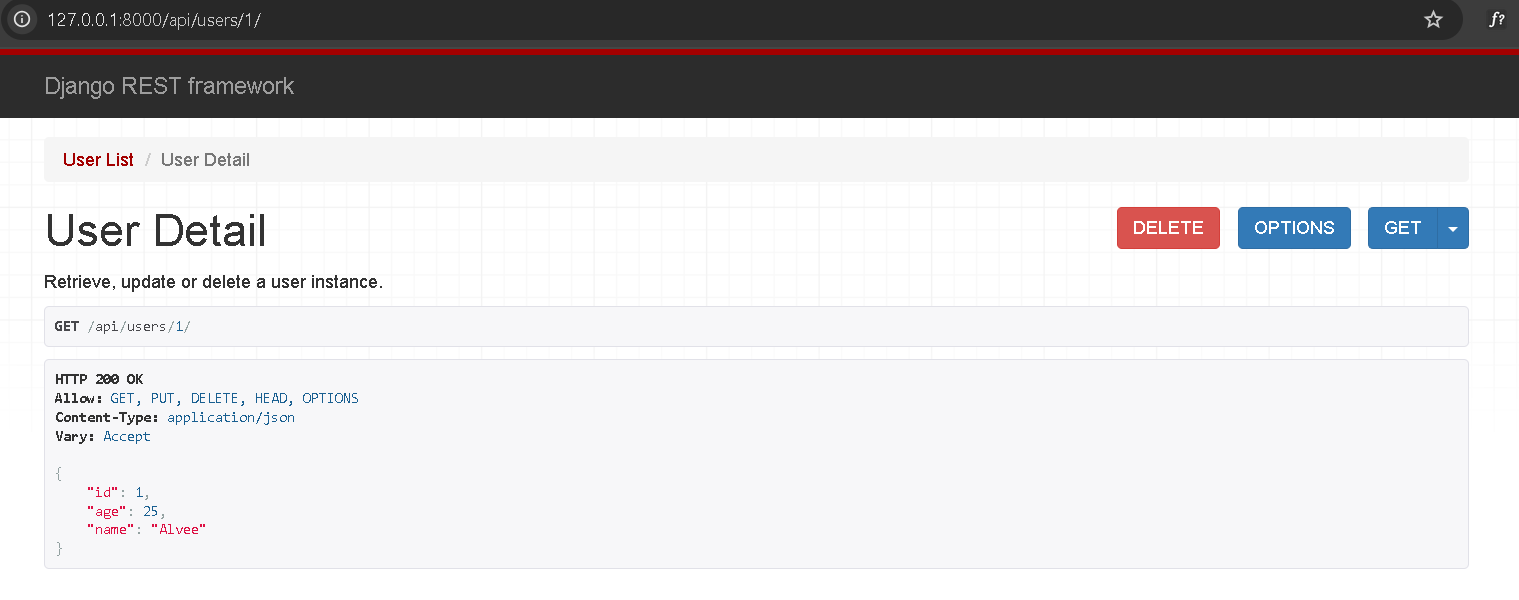 127.0.0.1:8000/api/users/1/
f?
Django REST framework
User List / User Detail
User Detail
DELETE
OPTIONS
GET
Retrieve, update or delete a user instance.
GET /api/users/1/
HTTP 200 OK
Allow: GET, PUT, DELETE, HEAD, OPTIONS
Content-Type: application/json
Vary: Accept
{
    "id": 1,
    "age": 25,
    "name": "Alvee"
}